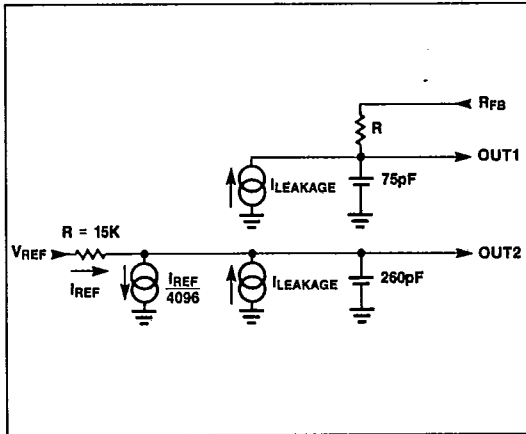 RFB
R
OUT1
ILEAKAGE
75pF
R = 15K
VREF
OUT2
IREF
IREF
4096
ILEAKAGE
260pF